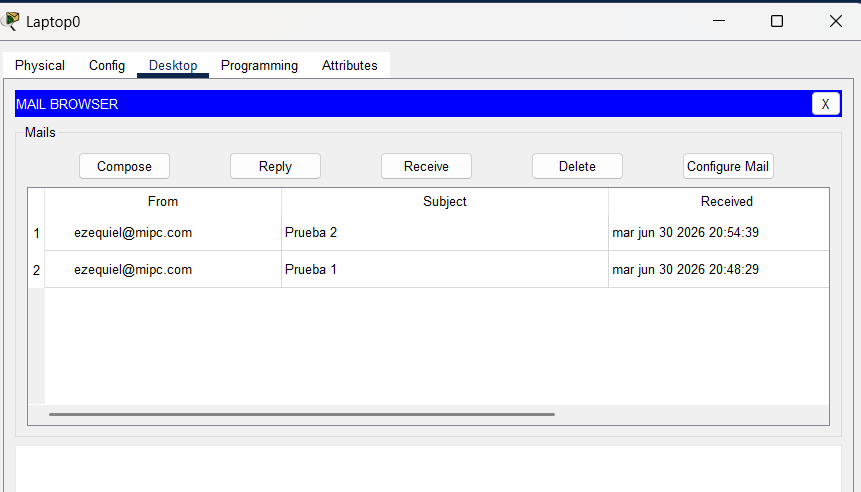 Laptop0
Physical Config Desktop Programming Attributes
MAIL BROWSER X
Mails
Compose Reply Receive Delete Configure Mail
From Subject Received
1 ezequiel@mipc.com Prueba 2 mar jun 30 2026 20:54:39
2 ezequiel@mipc.com Prueba 1 mar jun 30 2026 20:48:29